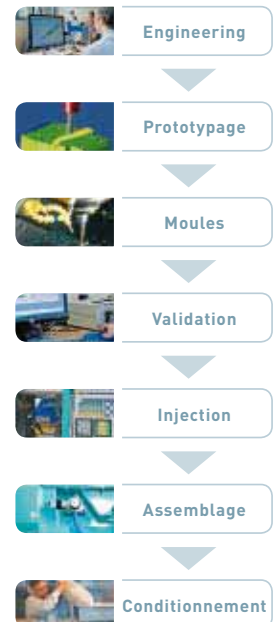 Engineering
Prototypage
Moules
Validation
Injection
Assemblage
Conditionnement